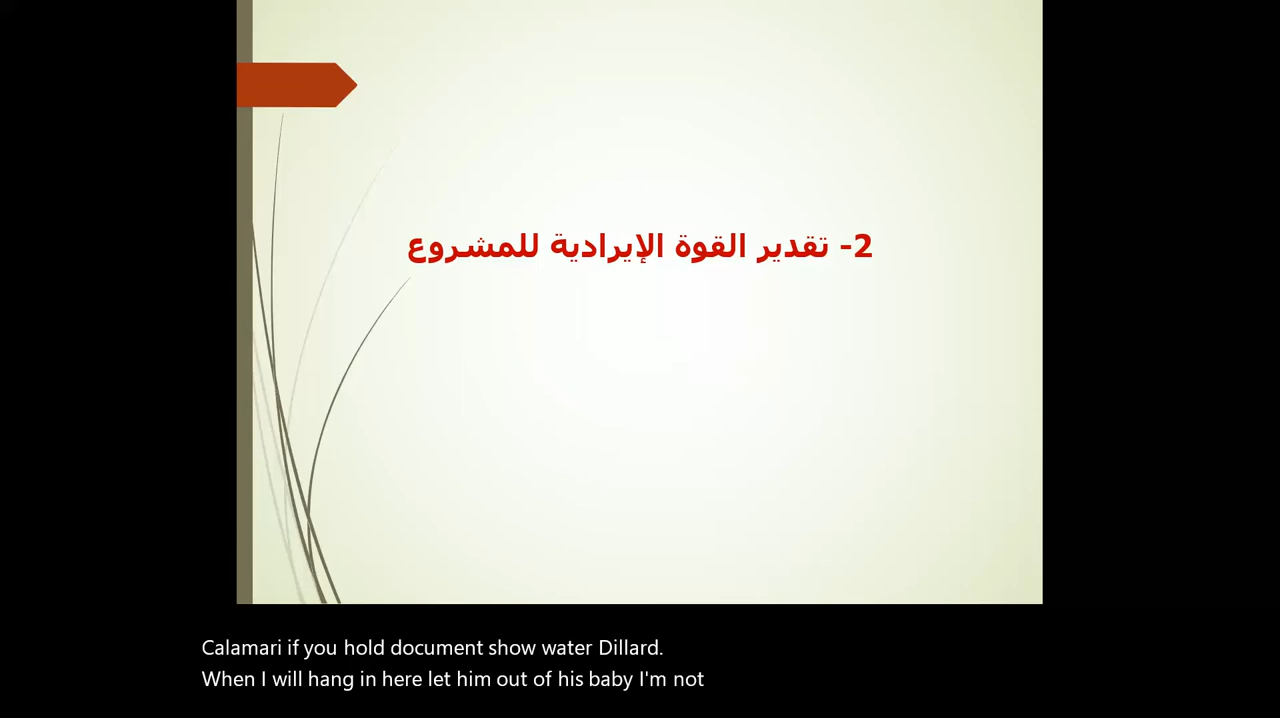 2- تقدير القوة الإيرادية للمشروع
Calamari if you hold document show water Dillard.
When I will hang in here let him out of his baby I'm not